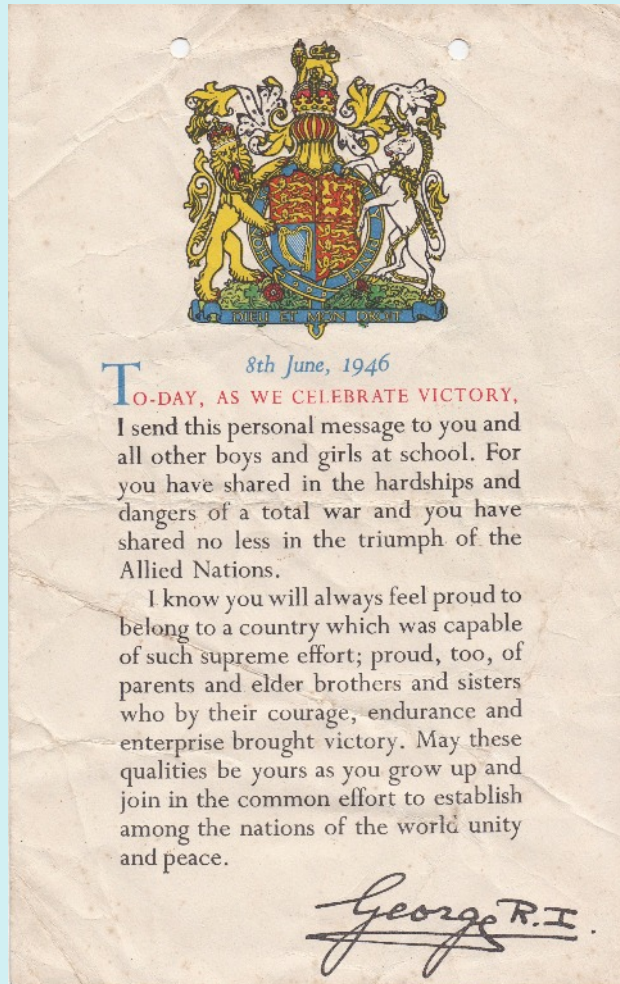 DIEU ET MON DROIT
8th June, 1946
TO-DAY, AS WE CELEBRATE VICTORY,
I send this personal message to you and
all other boys and girls at school. For
you have shared in the hardships and
dangers of a total war and you have
shared no less in the triumph of the
Allied Nations.
I know you will always feel proud to
belong to a country which was capable
of such supreme effort; proud, too, of
parents and elder brothers and sisters
who by their courage, endurance and
enterprise brought victory. May these
qualities be yours as you grow up and
join in the common effort to establish
among the nations of the world unity
and peace.
George R.I.